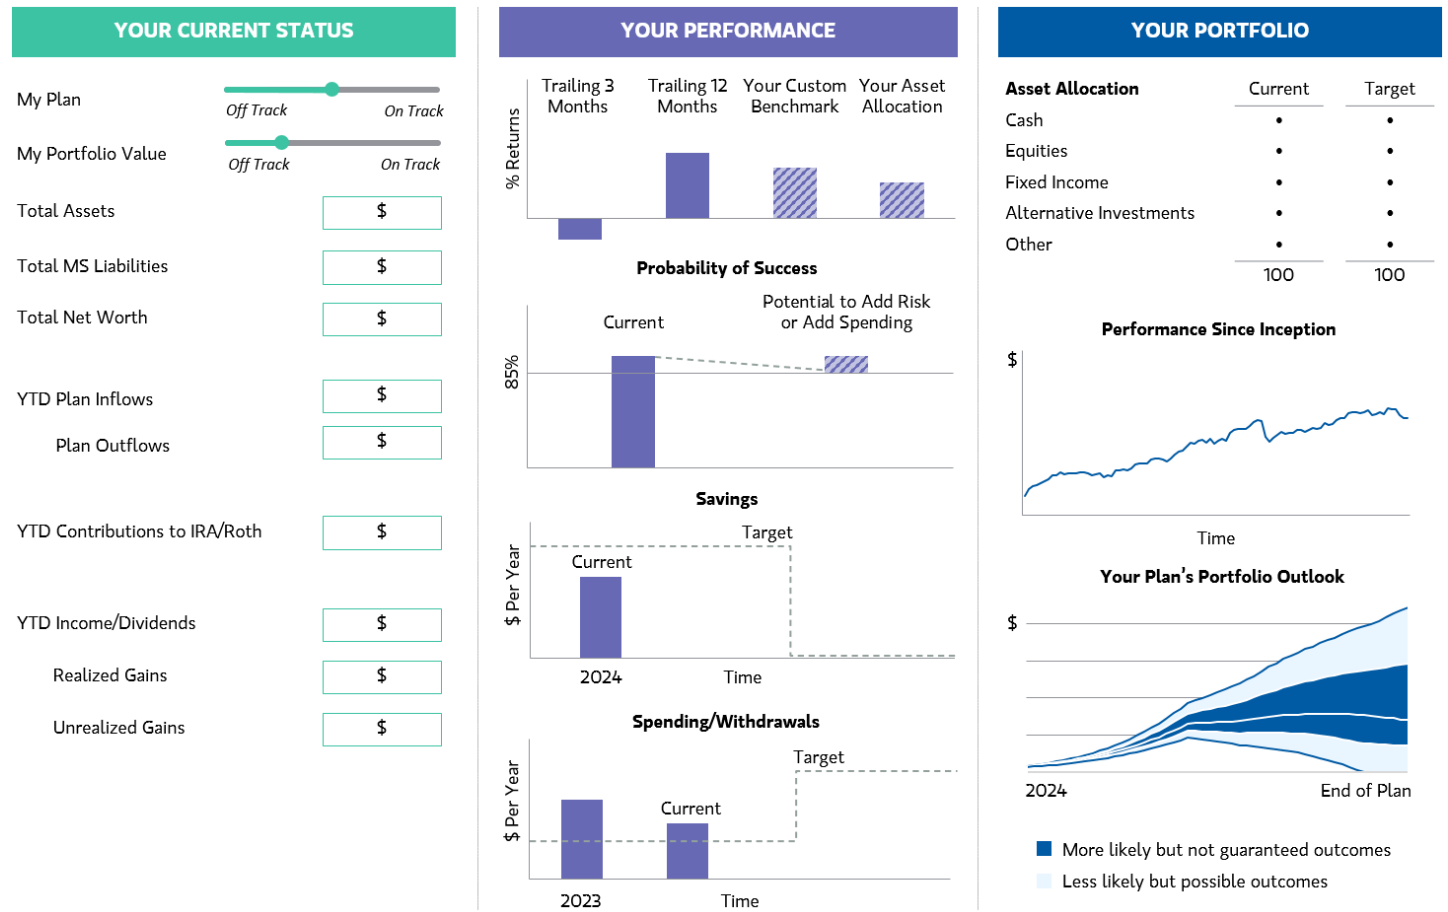 YOUR CURRENT STATUS
My Plan
Off Track
On Track
My Portfolio Value
Off Track
On Track
Total Assets
$
Total MS Liabilities
$
Total Net Worth
$
YTD Plan Inflows
$
Plan Outflows
$
YTD Contributions to IRA/Roth
$
YTD Income/Dividends
$
Realized Gains
$
Unrealized Gains
$
YOUR PERFORMANCE
% Returns
Trailing 3
Months
Trailing 12
Months
Your Custom
Benchmark
Your Asset
Allocation
Probability of Success
85%
Current
Potential to Add Risk
or Add Spending
Savings
$ Per Year
Target
Current
2024
Time
Spending/Withdrawals
$ Per Year
Target
Current
2023
Time
YOUR PORTFOLIO
Asset Allocation Current Target
Cash • •
Equities • •
Fixed Income • •
Alternative Investments • •
Other • •
100 100
Performance Since Inception
$
Time
Your Plan's Portfolio Outlook
$
2024
End of Plan
More likely but not guaranteed outcomes
Less likely but possible outcomes